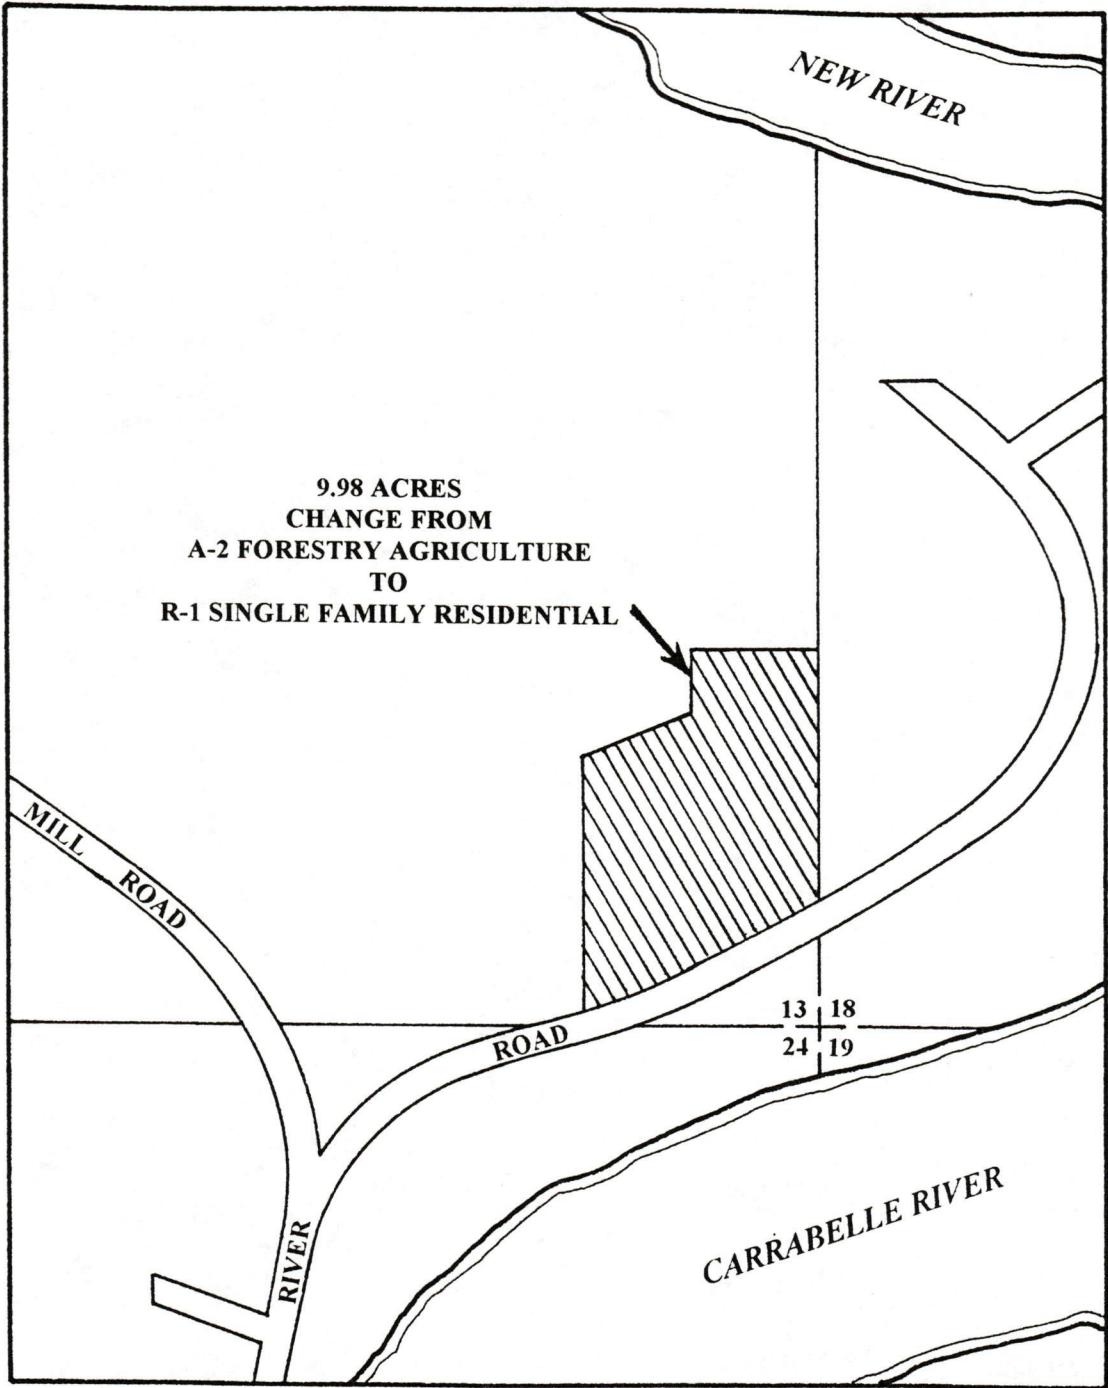 NEW RIVER
9.98 ACRES
CHANGE FROM
A-2 FORESTRY AGRICULTURE
TO
R-1 SINGLE FAMILY RESIDENTIAL
MILL ROAD
13 18
24 19
RIVER ROAD
CARRABELLE RIVER